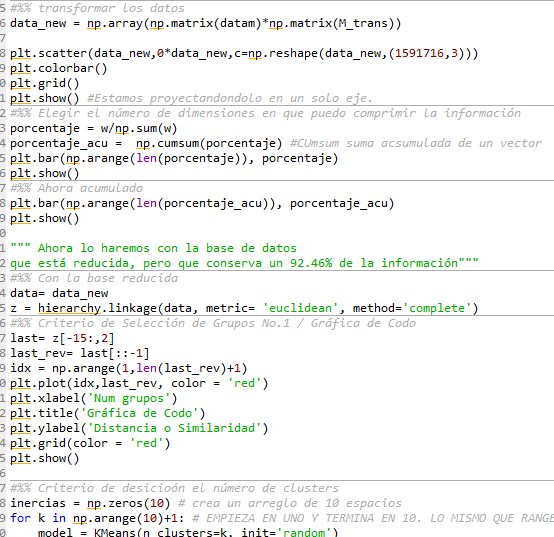 5 #%% transformar los datos
6 data_new = np.array(np.matrix(datam)*np.matrix(M_trans))
7
8 plt.scatter(data_new,0*data_new,c=np.reshape(data_new,(1591716,3)))
9 plt.colorbar()
0 plt.grid()
1 plt.show() #Estamos proyectandondolo en un solo eje.
2 #%% Elegir el número de dimensiones en que puedo comprimir la información
3 porcentaje = w/np.sum(w)
4 porcentaje_acu =  np.cumsum(porcentaje) #CUmsum suma acsumulada de un vector
5 plt.bar(np.arange(len(porcentaje)), porcentaje)
6 plt.show()
7 #%% Ahora acumulado
8 plt.bar(np.arange(len(porcentaje_acu)), porcentaje_acu)
9 plt.show()
0
1 """ Ahora lo haremos con la base de datos
2 que está reducida, pero que conserva un 92.46% de la información"""
3 #%% Con la base reducida
4 data= data_new
5 z = hierarchy.linkage(data, metric= 'euclidean', method='complete')
6 #%% Criterio de Selección de Grupos No.1 / Gráfica de Codo
7 last= z[-15:,2]
8 last_rev= last[::-1]
9 idx = np.arange(1,len(last_rev)+1)
0 plt.plot(idx,last_rev, color = 'red')
1 plt.xlabel('Num grupos')
2 plt.title('Gráfica de Codo')
3 plt.ylabel('Distancia o Similaridad')
4 plt.grid(color = 'red')
5 plt.show()
6
7 #%% Criterio de desicioón el número de clusters
8 inercias = np.zeros(10) # crea un arreglo de 10 espacios
9 for k in np.arange(10)+1: # EMPIEZA EN UNO Y TERMINA EN 10. LO MISMO QUE RANGE
0 model = KMeans(n_clusters=k, init='random')